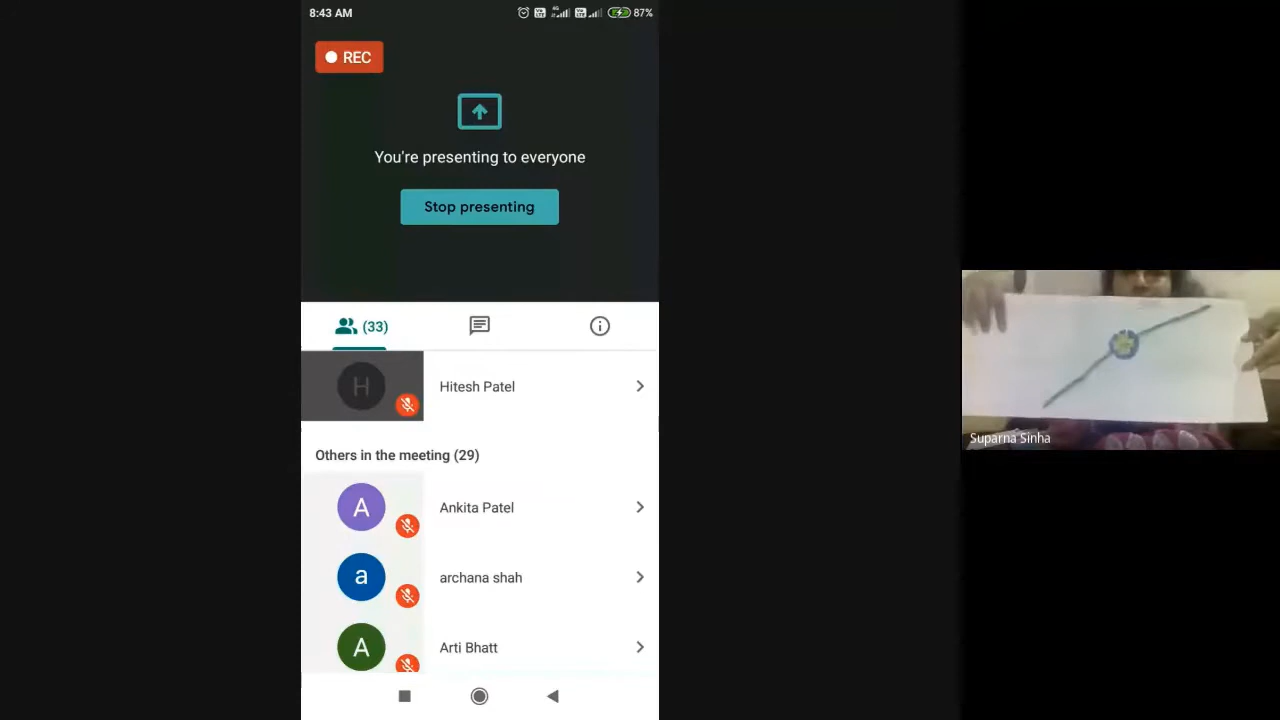 8:43 AM
87%
REC
You're presenting to everyone
Stop presenting
(33)
H
Hitesh Patel
Others in the meeting (29)
A
Ankita Patel
a
archana shah
A
Arti Bhatt
Suparna Sinha